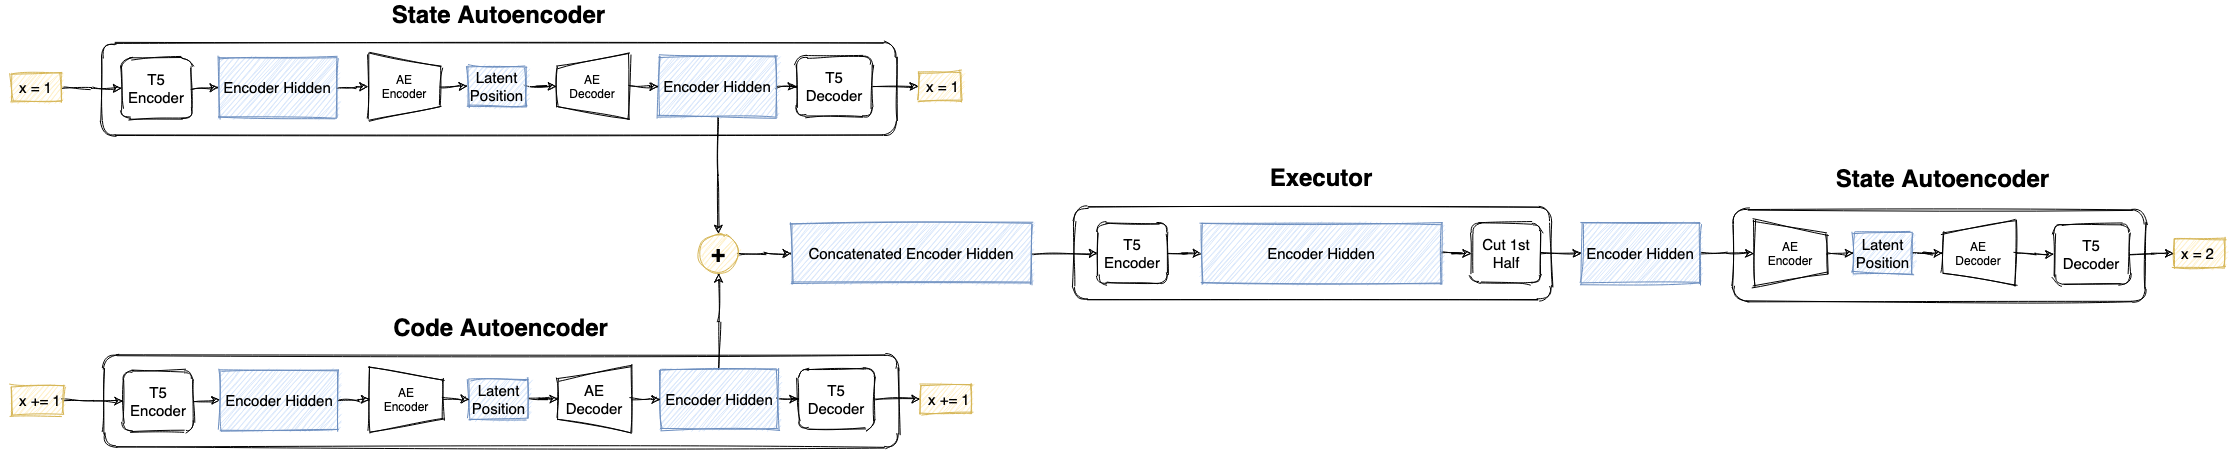 State Autoencoder
x = 1
T5
Encoder
Encoder Hidden
AE
Encoder
Latent
Position
AE
Decoder
Encoder Hidden
T5
Decoder
x = 1
+
Concatenated Encoder Hidden
Executor
T5
Encoder
Encoder Hidden
Cut 1st
Half
Encoder Hidden
State Autoencoder
AE
Encoder
Latent
Position
AE
Decoder
T5
Decoder
x = 2
Code Autoencoder
x += 1
T5
Encoder
Encoder Hidden
AE
Encoder
Latent
Position
AE
Decoder
Encoder Hidden
T5
Decoder
x += 1